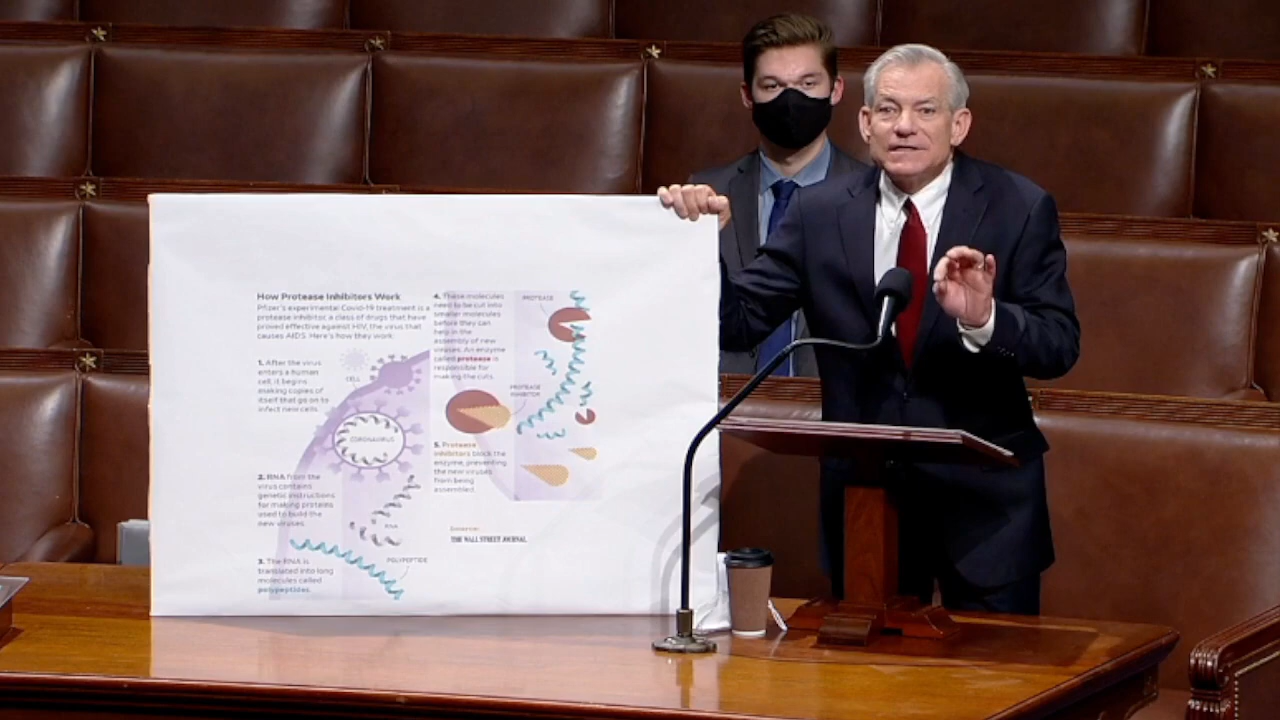 How Protease Inhibitors Work
Pfizer's experimental Covid-19 treatment is a
protease inhibitor, a class of drugs that have
proved effective against HIV, the virus that
causes AIDS. Here's how they work:
1. After the virus
enters a human
cell, it begins
making copies of
itself that go on to
infect new cells.
CELL
CORONAVIRUS
2. RNA from the
virus contains
genetic instructions
for making proteins
used to build the
new viruses.
RNA
3. The RNA is
translated into long
molecules called
polypeptides.
POLYPEPTIDE
4. These molecules
need to be cut into
smaller molecules
before they can
help in the
assembly of new
viruses. An enzyme
called protease is
responsible for
making the cuts.
PROTEASE
PROTEASE
INHIBITOR
5. Protease
inhibitors block the
enzyme, preventing
the new viruses
from being
assembled.
THE WALL STREET JOURNAL.